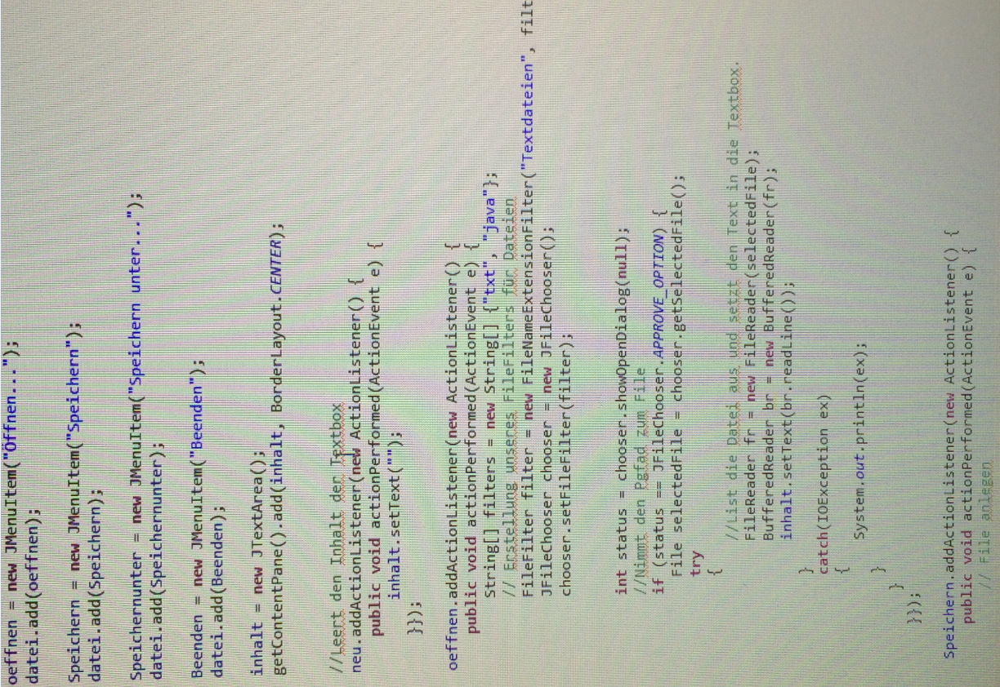 oeffnen = new JMenuItem("Öffnen...");
datei.add(oeffnen);
Speichern = new JMenuItem("Speichern");
datei.add(Speichern);
Speichernunter = new JMenuItem("Speichern unter...");
datei.add(Speichernunter);
Beenden = new JMenuItem("Beenden");
datei.add(Beenden);
inhalt = new JTextArea();
getContentPane().add(inhalt, BorderLayout.CENTER);
//Leert den Inhalt der Textbox
neu.addActionListener(new ActionListener() {
public void actionPerformed(ActionEvent e) {
inhalt.setText("");
}});
oeffnen.addActionListener(new ActionListener() {
public void actionPerformed(ActionEvent e) {
String[] filters = new String[] {"txt", "java"};
// Erstellung unseres FileFilters für Dateien
FileFilter filter = new FileNameExtensionFilter("Textdateien", filt
JFileChooser chooser = new JFileChooser();
chooser.setFileFilter(filter);
int status = chooser.showOpenDialog(null);
//Nimmt den Pgfad zum File
if (status == JFileChooser.APPROVE_OPTION) {
File selectedFile = chooser.getSelectedFile();
try
{
//List die Datei aus und setzt den Text in die Textbox.
FileReader fr = new FileReader(selectedFile);
BufferedReader br = new BufferedReader(fr);
inhalt.setText(br.readLine());
}
catch(IOException ex)
{
System.out.println(ex);
}
}
}});
Speichern.addActionListener(new ActionListener() {
public void actionPerformed(ActionEvent e) {
// File anlegen